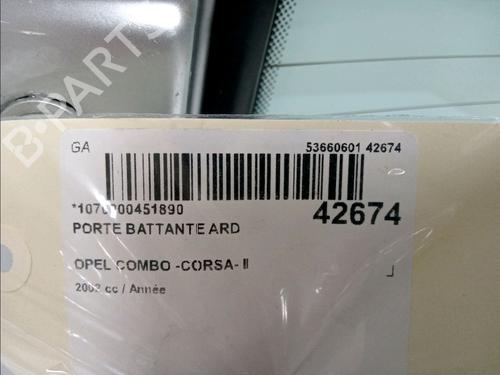 B-PARTS
GA
53660601 42674
*1070000451890
42674
PORTE BATTANTE ARD
OPEL COMBO -CORSA- II
cc / Année